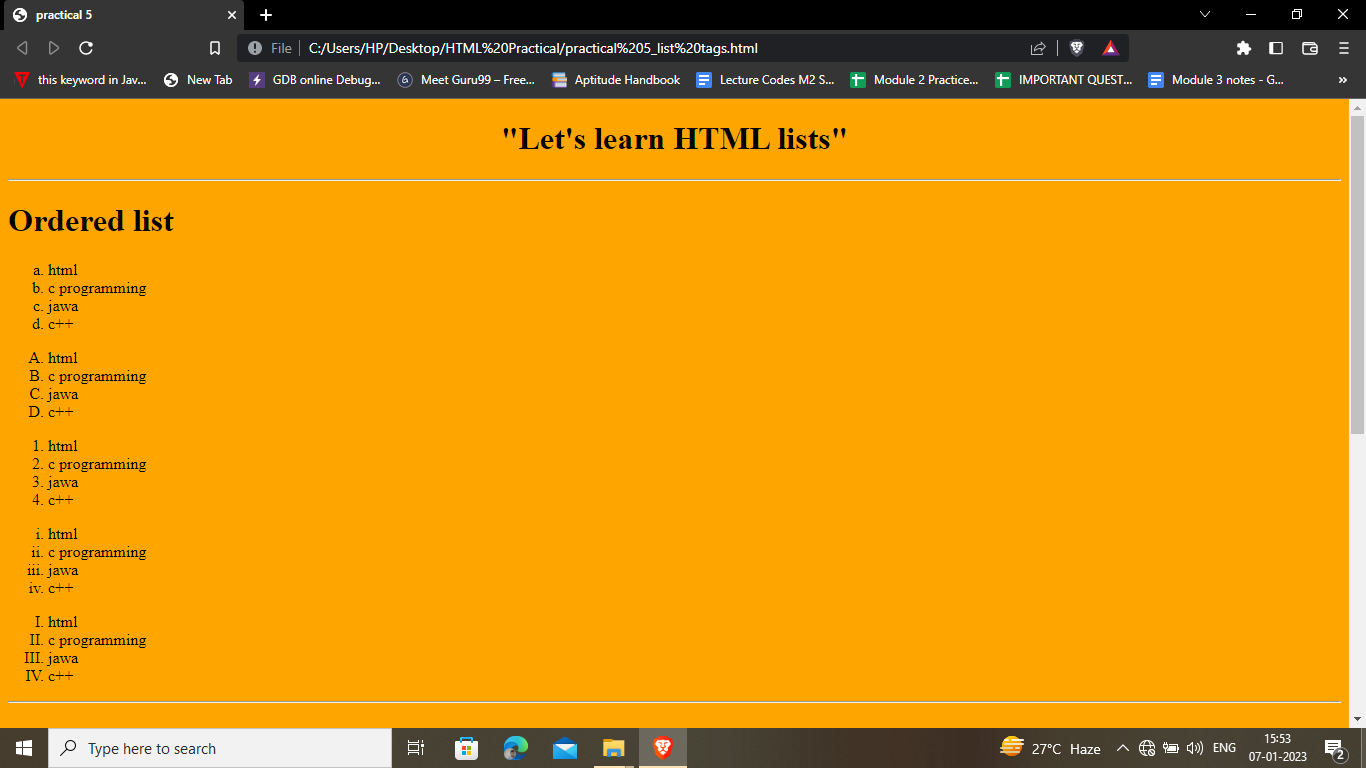 practical 5
File C:/Users/HP/Desktop/HTML%20Practical/practical%205_list%20tags.html
this keyword in Jav... New Tab GDB online Debug... Meet Guru99 – Free... Aptitude Handbook Lecture Codes M2 S... Module 2 Practice... IMPORTANT QUEST... Module 3 notes - G... »
"Let's learn HTML lists"
Ordered list
a. html
b. c programming
c. jawa
d. c++
A. html
B. c programming
C. jawa
D. c++
1. html
2. c programming
3. jawa
4. c++
i. html
ii. c programming
iii. jawa
iv. c++
I. html
II. c programming
III. jawa
IV. c++
Type here to search 27°C Haze ENG 15:53
07-01-2023 2